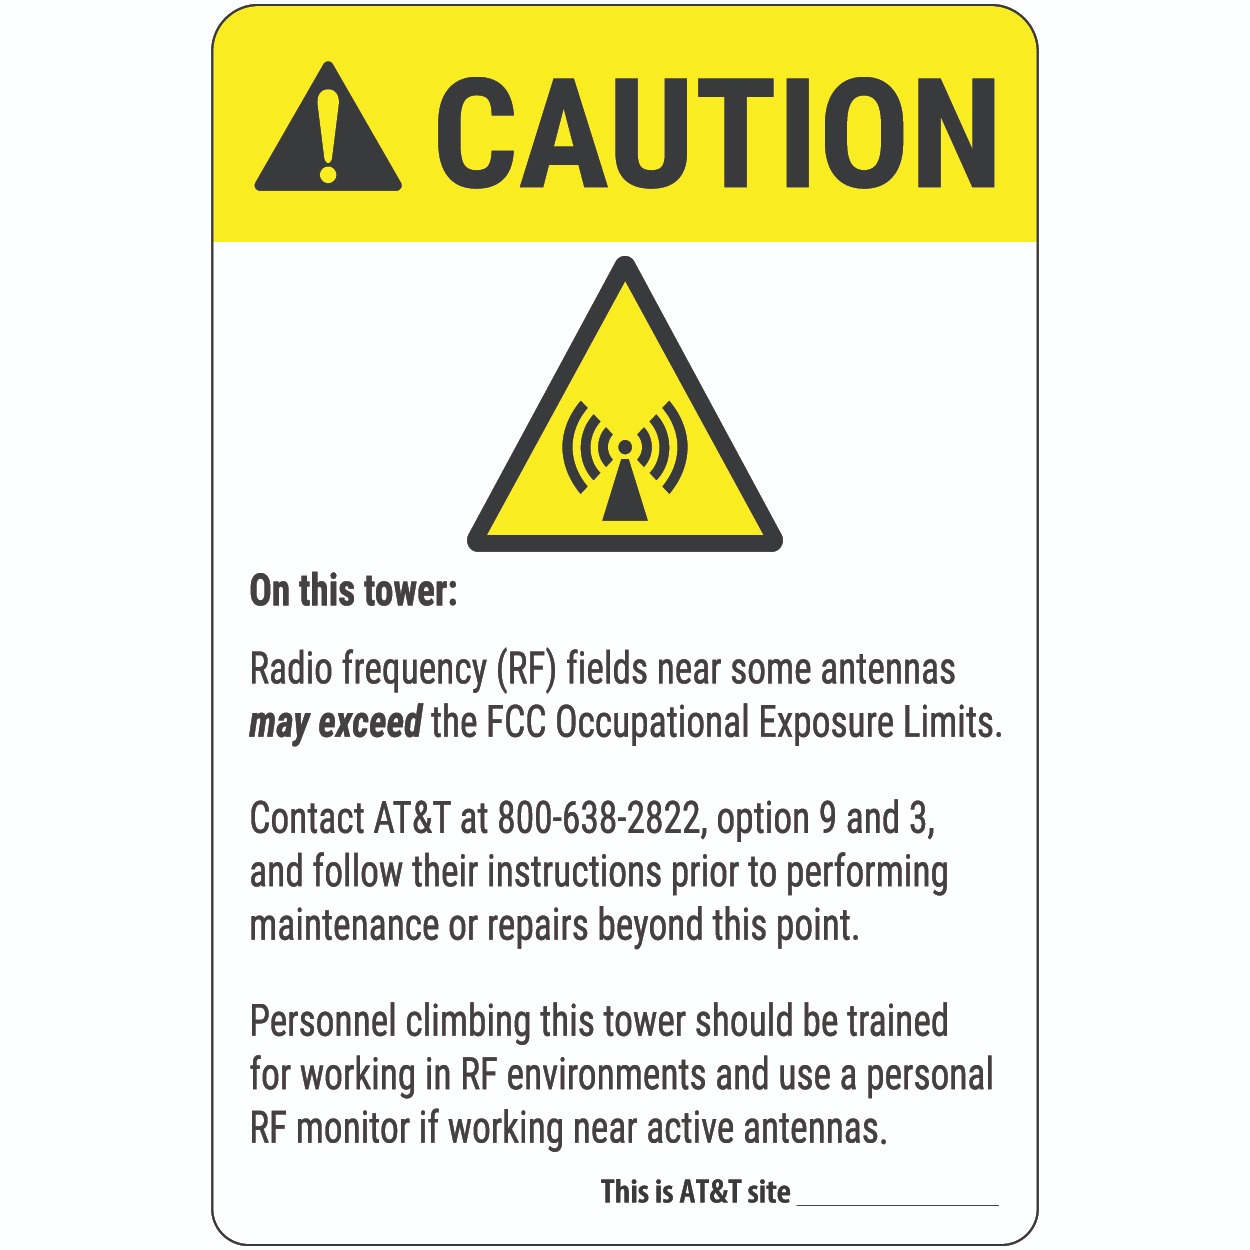 CAUTION
On this tower:
Radio frequency (RF) fields near some antennas
may exceed the FCC Occupational Exposure Limits.
Contact AT&T at 800-638-2822, option 9 and 3,
and follow their instructions prior to performing
maintenance or repairs beyond this point.
Personnel climbing this tower should be trained
for working in RF environments and use a personal
RF monitor if working near active antennas.
This is AT&T site ______________